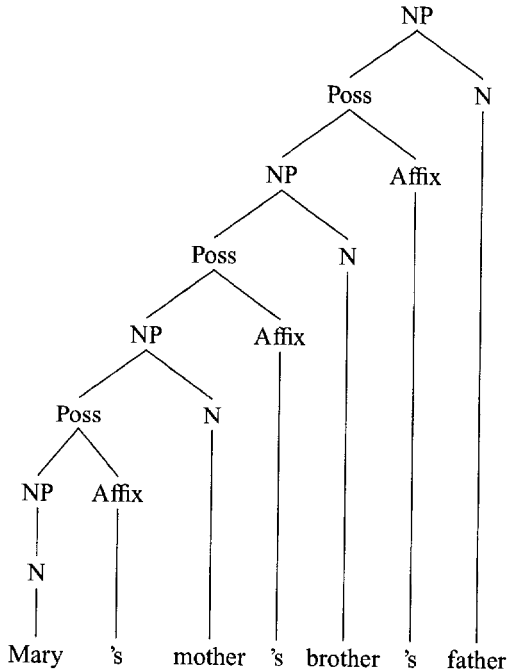 NP
Poss N
NP Affix
Poss N
NP Affix
Poss N
NP Affix
N
Mary 's mother 's brother 's father